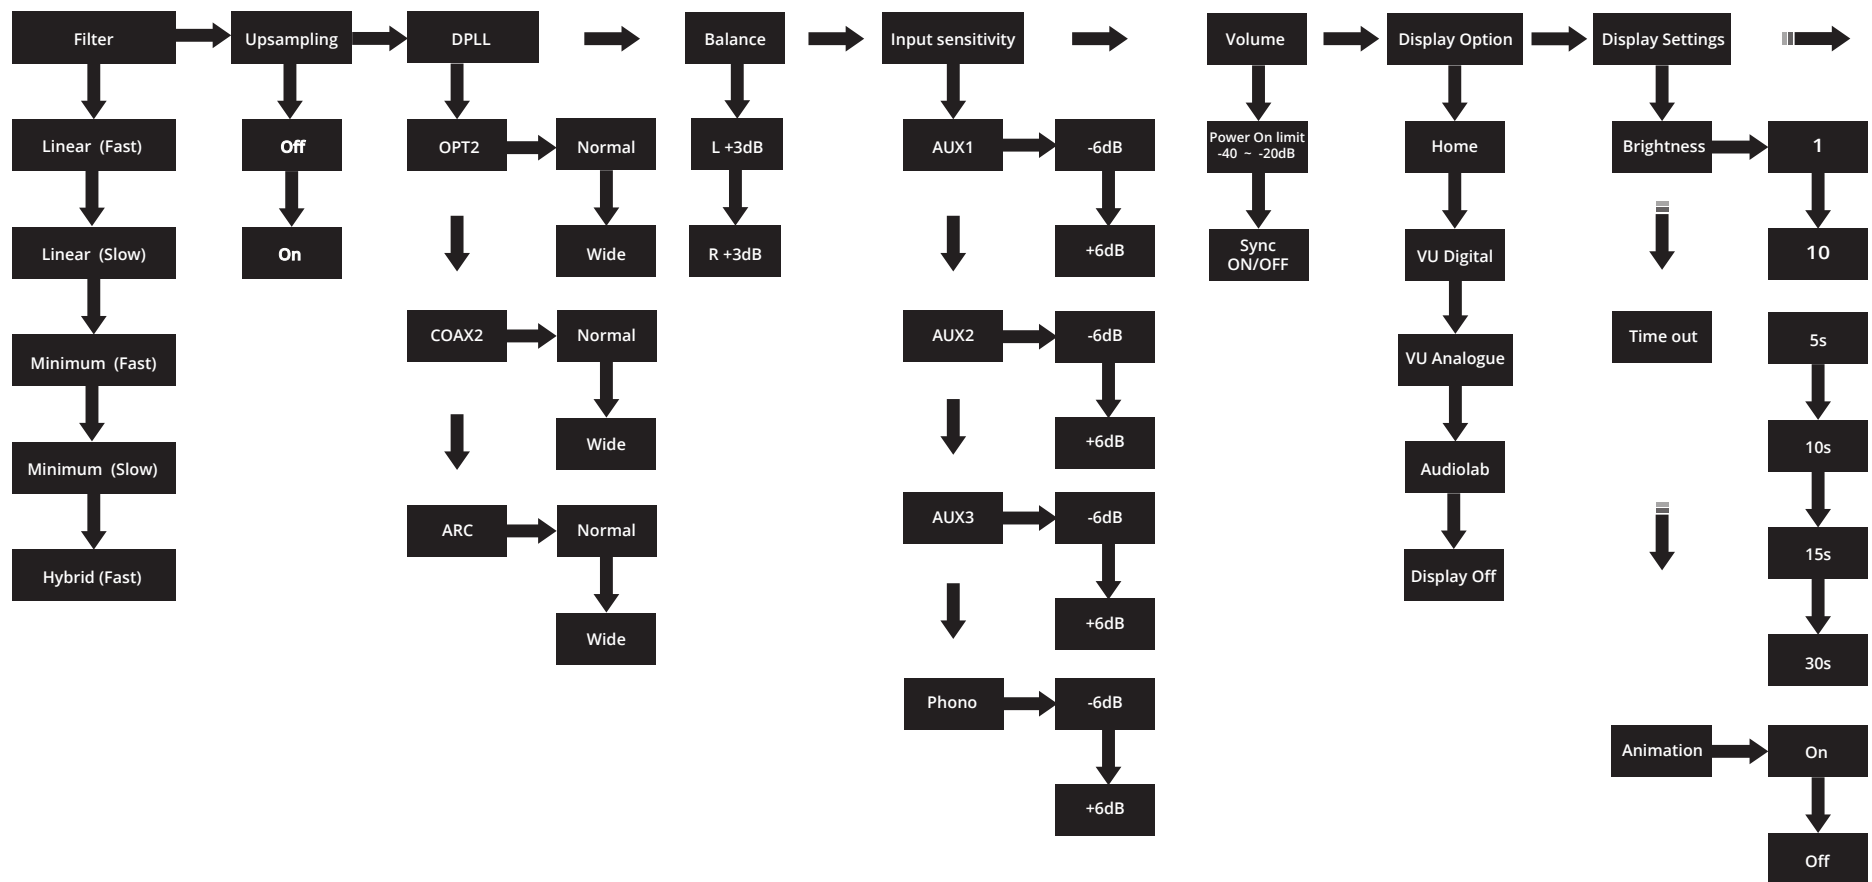 Filter
Upsampling
DPLL
Balance
Input sensitivity
Volume
Display Option
Display Settings
Linear (Fast)
Linear (Slow)
Minimum (Fast)
Minimum (Slow)
Hybrid (Fast)
Off
On
OPT2
Normal
Wide
COAX2
Normal
Wide
ARC
Normal
Wide
L +3dB
R +3dB
AUX1
-6dB
+6dB
AUX2
-6dB
+6dB
AUX3
-6dB
+6dB
Phono
-6dB
+6dB
Power On limit
-40 ~ -20dB
Sync
ON/OFF
Home
VU Digital
VU Analogue
Audiolab
Display Off
Brightness
1
10
Time out
5s
10s
15s
30s
Animation
On
Off